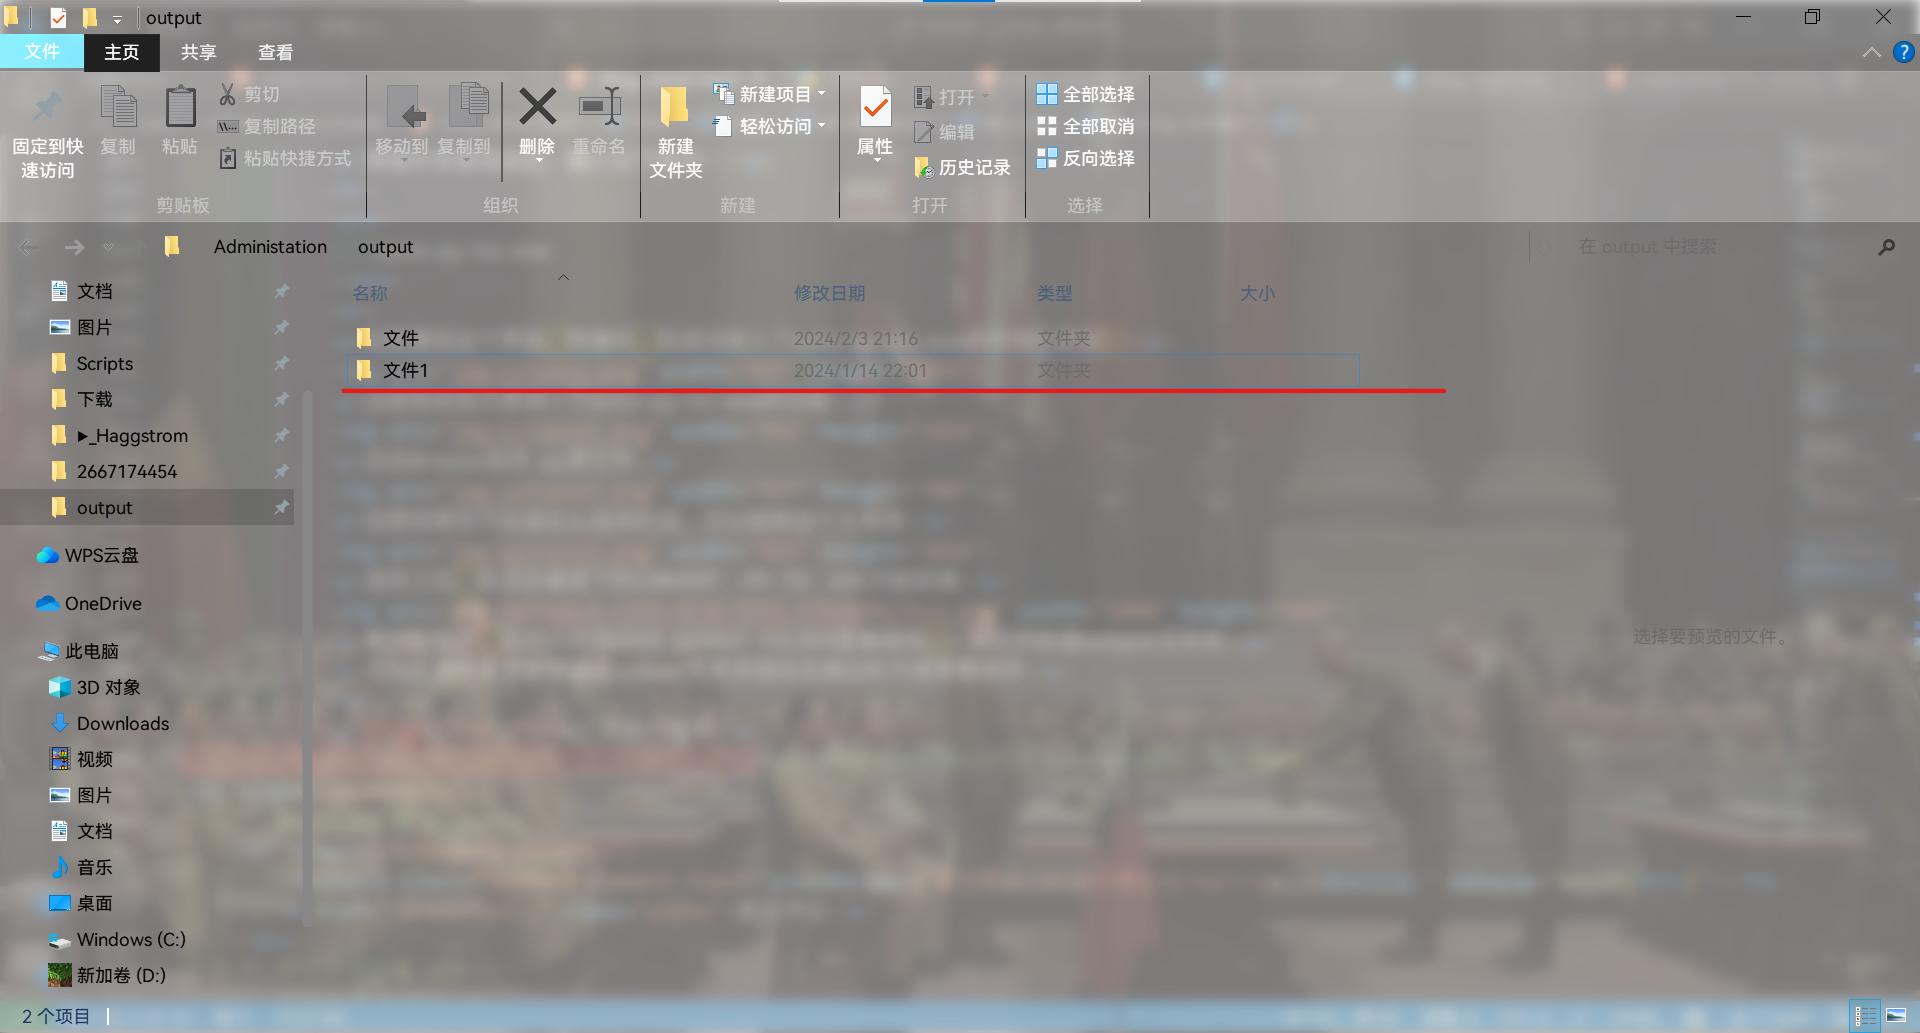 output
文件 主页 共享 查看
固定到快速访问
复制
粘贴
剪切
复制路径
粘贴快捷方式
剪贴板
移动到
复制到
删除
重命名
组织
新建
文件夹
新建项目
轻松访问
新建
属性
打开
编辑
历史记录
打开
全部选择
全部取消
反向选择
选择
Administation output
在 output 中搜索
名称 修改日期 类型 大小
文件 2024/2/3 21:16 文件夹
文件1 2024/1/14 22:01 文件夹
文档
图片
Scripts
下载
▶_Haggstrom
2667174454
output
WPS云盘
OneDrive
此电脑
3D 对象
Downloads
视频
图片
文档
音乐
桌面
Windows (C:)
新加卷 (D:)
选择要预览的文件。
2 个项目